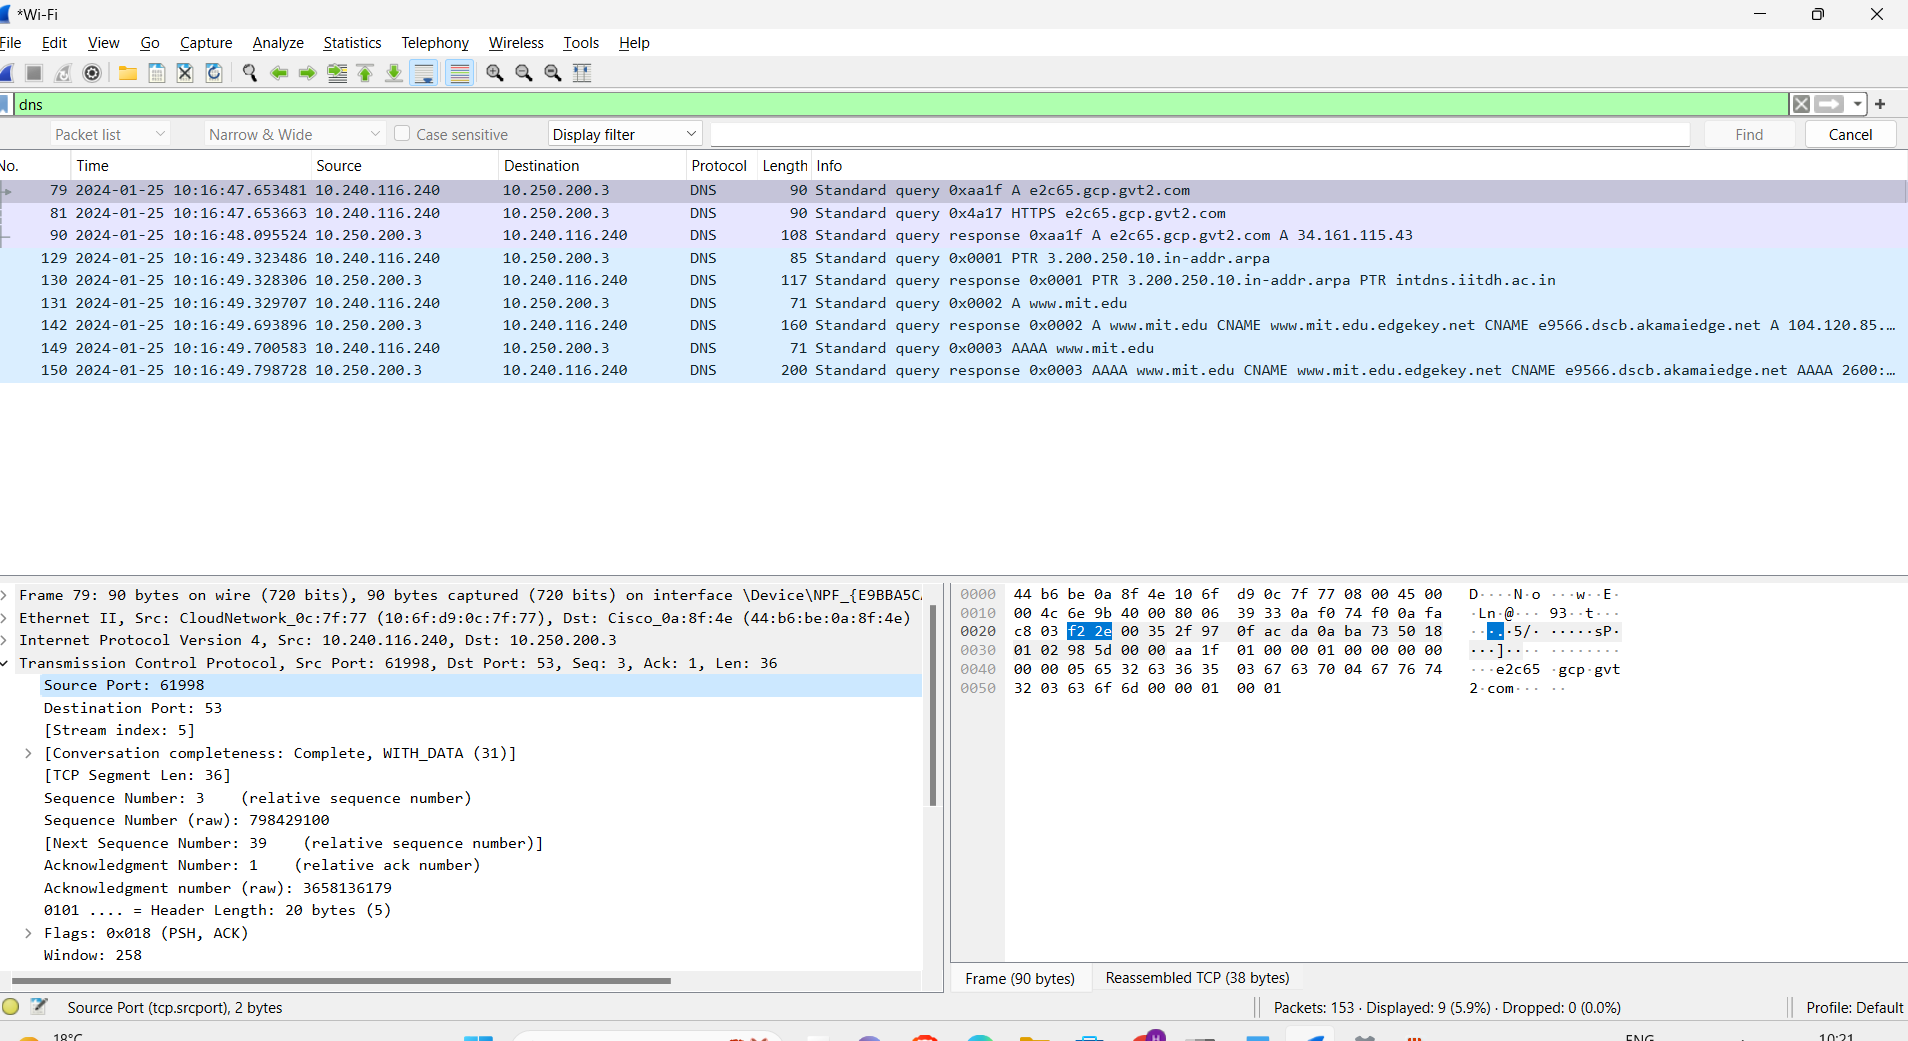 *Wi-Fi
File Edit View Go Capture Analyze Statistics Telephony Wireless Tools Help
dns
Packet list Narrow & Wide Case sensitive Display filter Find Cancel
No. Time Source Destination Protocol Length Info
79 2024-01-25 10:16:47.653481 10.240.116.240 10.250.200.3 DNS 90 Standard query 0xaa1f A e2c65.gcp.gvt2.com
81 2024-01-25 10:16:47.653663 10.240.116.240 10.250.200.3 DNS 90 Standard query 0x4a17 HTTPS e2c65.gcp.gvt2.com
90 2024-01-25 10:16:48.095524 10.250.200.3 10.240.116.240 DNS 108 Standard query response 0xaa1f A e2c65.gcp.gvt2.com A 34.161.115.43
129 2024-01-25 10:16:49.323486 10.240.116.240 10.250.200.3 DNS 85 Standard query 0x0001 PTR 3.200.250.10.in-addr.arpa
130 2024-01-25 10:16:49.328306 10.250.200.3 10.240.116.240 DNS 117 Standard query response 0x0001 PTR 3.200.250.10.in-addr.arpa PTR intdns.iitdh.ac.in
131 2024-01-25 10:16:49.329707 10.240.116.240 10.250.200.3 DNS 71 Standard query 0x0002 A www.mit.edu
142 2024-01-25 10:16:49.693896 10.250.200.3 10.240.116.240 DNS 160 Standard query response 0x0002 A www.mit.edu CNAME www.mit.edu.edgekey.net CNAME e9566.dscb.akamaiedge.net A 104.120.85.…
149 2024-01-25 10:16:49.700583 10.240.116.240 10.250.200.3 DNS 71 Standard query 0x0003 AAAA www.mit.edu
150 2024-01-25 10:16:49.798728 10.250.200.3 10.240.116.240 DNS 200 Standard query response 0x0003 AAAA www.mit.edu CNAME www.mit.edu.edgekey.net CNAME e9566.dscb.akamaiedge.net AAAA 2600:…
Frame 79: 90 bytes on wire (720 bits), 90 bytes captured (720 bits) on interface \Device\NPF_{E9BBA5C
Ethernet II, Src: CloudNetwork_0c:7f:77 (10:6f:d9:0c:7f:77), Dst: Cisco_0a:8f:4e (44:b6:be:0a:8f:4e)
Internet Protocol Version 4, Src: 10.240.116.240, Dst: 10.250.200.3
Transmission Control Protocol, Src Port: 61998, Dst Port: 53, Seq: 3, Ack: 1, Len: 36
Source Port: 61998
Destination Port: 53
[Stream index: 5]
[Conversation completeness: Complete, WITH_DATA (31)]
[TCP Segment Len: 36]
Sequence Number: 3 (relative sequence number)
Sequence Number (raw): 798429100
[Next Sequence Number: 39 (relative sequence number)]
Acknowledgment Number: 1 (relative ack number)
Acknowledgment number (raw): 3658136179
0101 .... = Header Length: 20 bytes (5)
Flags: 0x018 (PSH, ACK)
Window: 258
0000 44 b6 be 0a 8f 4e 10 6f d9 0c 7f 77 08 00 45 00 D····N·o ···w··E·
0010 00 4c 6e 9b 40 00 80 06 39 33 0a f0 74 f0 0a fa ·Ln·@··· 93··t···
0020 c8 03 f2 2e 00 35 2f 97 0f ac da 0a ba 73 50 18 ···.·5/· ·····sP·
0030 01 02 98 5d 00 00 aa 1f 01 00 00 01 00 00 00 00 ···]···· ········
0040 00 00 05 65 32 63 36 35 03 67 63 70 04 67 76 74 ···e2c65 ·gcp·gvt
0050 32 03 63 6f 6d 00 00 01 00 01 2·com··· ··
Frame (90 bytes) Reassembled TCP (38 bytes)
Source Port (tcp.srcport), 2 bytes Packets: 153 · Displayed: 9 (5.9%) · Dropped: 0 (0.0%) Profile: Default
18°C ENG 10:21